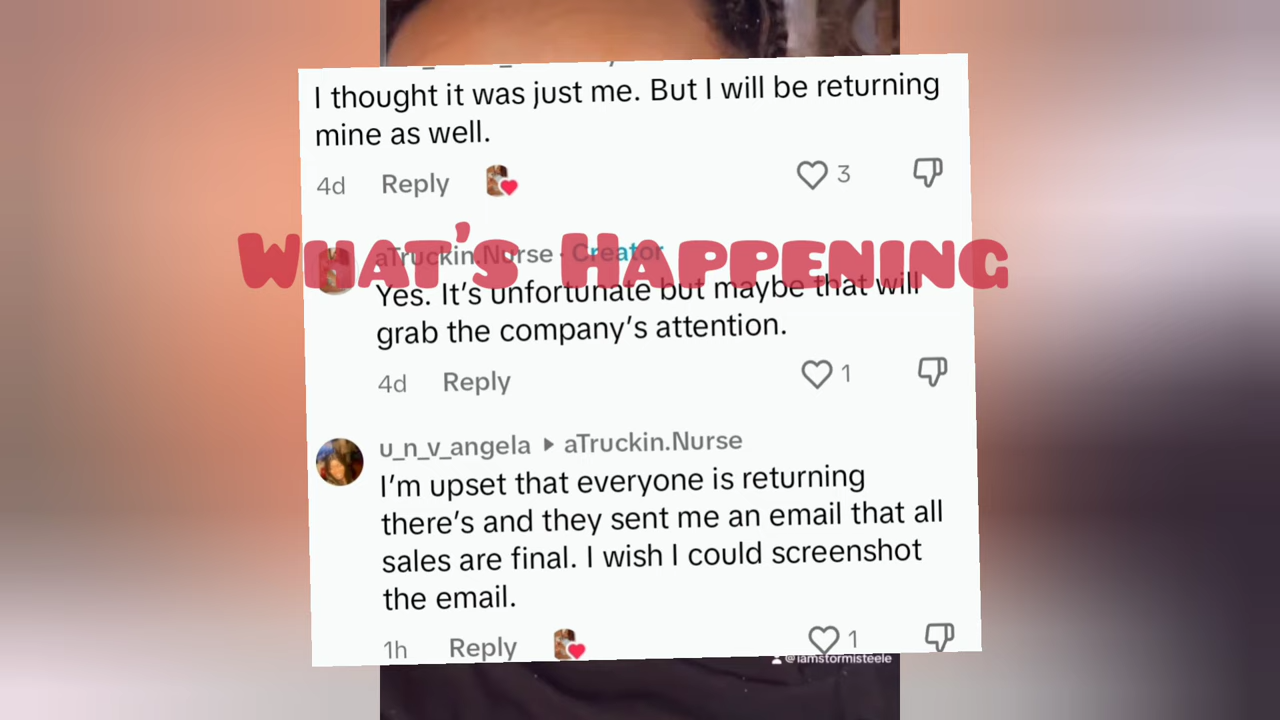 I thought it was just me. But I will be returning
mine as well.
4d Reply 3
What's Happening
aTruckin.Nurse · Creator
Yes. It's unfortunate but maybe that will
grab the company's attention.
4d Reply 1
u_n_v_angela ▸ aTruckin.Nurse
I'm upset that everyone is returning
there's and they sent me an email that all
sales are final. I wish I could screenshot
the email.
1h Reply 1
@iamstormisteele